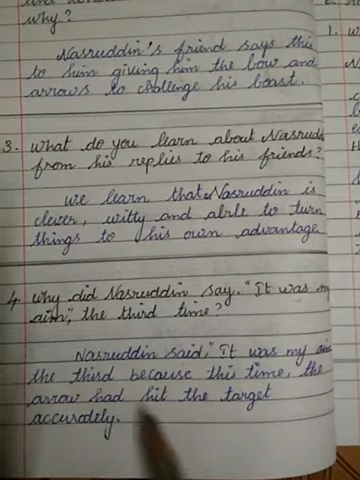 why?
Nasruddin's friend says this
to him giving him the bow and
arrows to challenge his boast.
3. What do you learn about Nasrudd
from his replies to his friends?
We learn that Nasruddin is
clever, witty and able to turn
things to his own advantage
4 why did Nasruddin say. "It was my
aim", the third time?
Nasruddin said, "It was my aim
the third because this time, the
arrow had hit the target
accurately.
1.